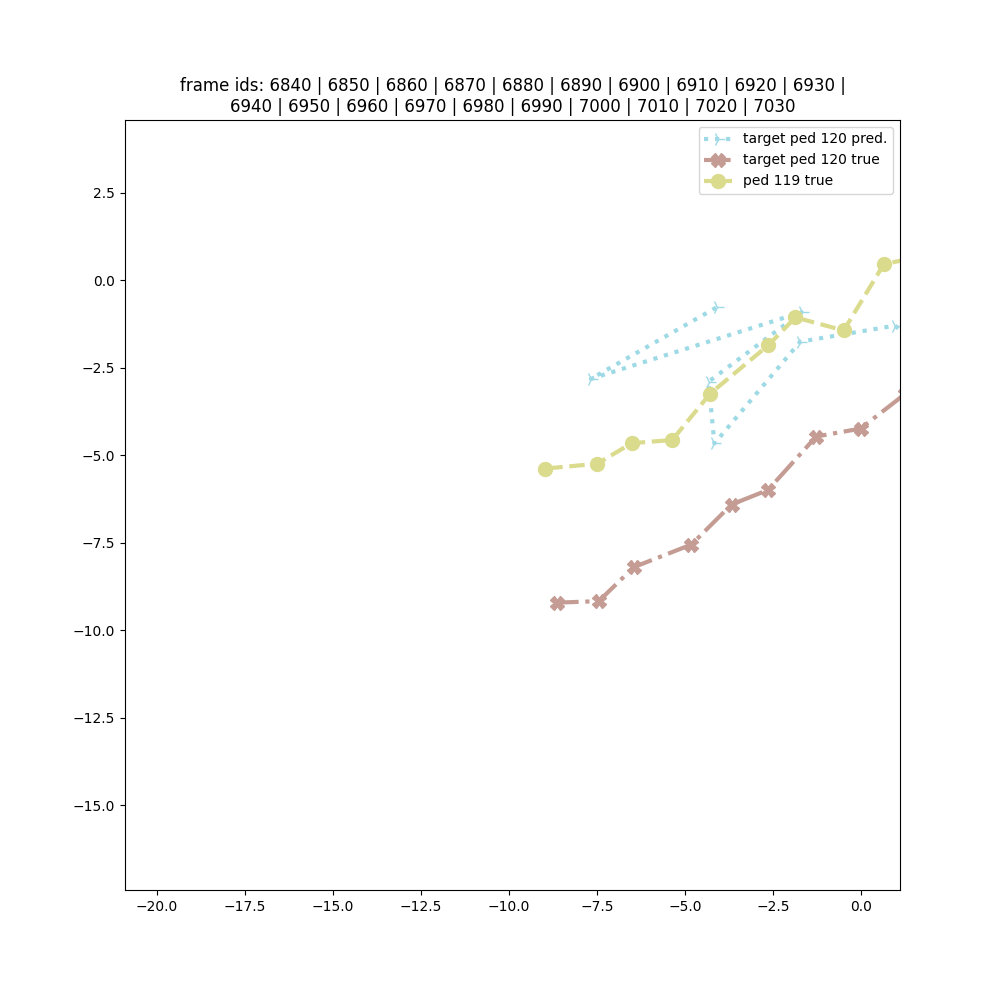 frame ids: 6840 | 6850 | 6860 | 6870 | 6880 | 6890 | 6900 | 6910 | 6920 | 6930 |
6940 | 6950 | 6960 | 6970 | 6980 | 6990 | 7000 | 7010 | 7020 | 7030
target ped 120 pred.
target ped 120 true
ped 119 true
2.5
0.0
−2.5
−5.0
−7.5
−10.0
−12.5
−15.0
−20.0 −17.5 −15.0 −12.5 −10.0 −7.5 −5.0 −2.5 0.0